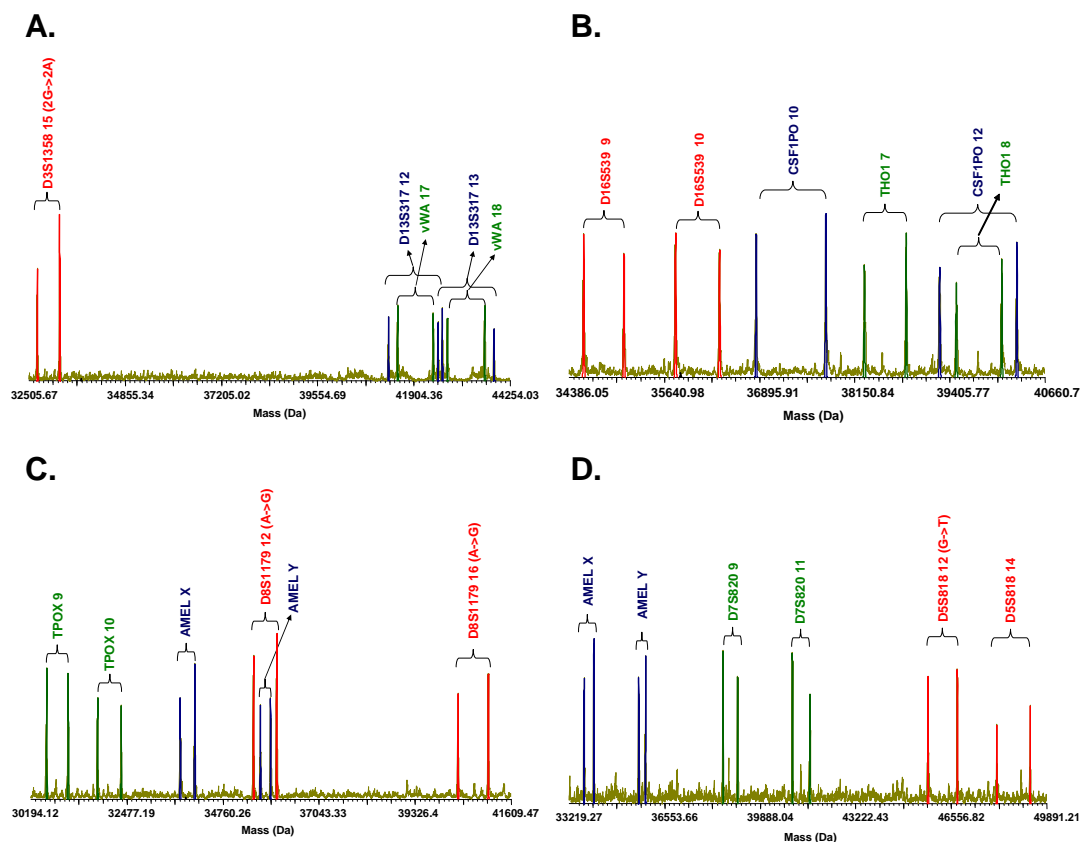 A.
D3S1358 15 (2G->2A)
D13S317 12
vWA 17
D13S317 13
vWA 18
32505.67 34855.34 37205.02 39554.69 41904.36 44254.03
Mass (Da)
B.
D16S539 9
D16S539 10
CSF1PO 10
THO1 7
CSF1PO 12
THO1 8
34386.05 35640.98 36895.91 38150.84 39405.77 40660.7
Mass (Da)
C.
TPOX 9
TPOX 10
AMEL X
D8S1179 12 (A->G)
AMEL Y
D8S1179 16 (A->G)
30194.12 32477.19 34760.26 37043.33 39326.4 41609.47
Mass (Da)
D.
AMEL X
AMEL Y
D7S820 9
D7S820 11
D5S818 12 (G->T)
D5S818 14
33219.27 36553.66 39888.04 43222.43 46556.82 49891.21
Mass (Da)